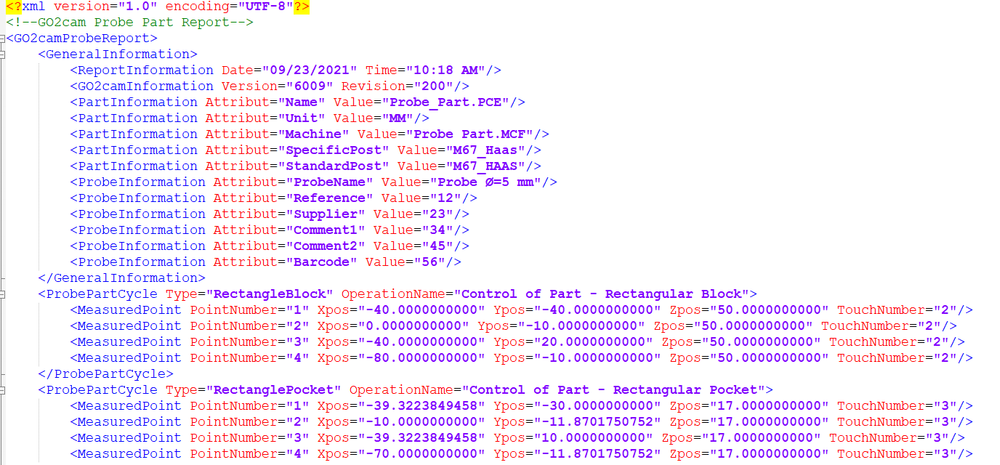 <?xml version="1.0" encoding="UTF-8"?>
<!--GO2cam Probe Part Report-->
<GO2camProbeReport>
<GeneralInformation>
<ReportInformation Date="09/23/2021" Time="10:18 AM"/>
<GO2camInformation Version="6009" Revision="200"/>
<PartInformation Attribut="Name" Value="Probe_Part.PCE"/>
<PartInformation Attribut="Unit" Value="MM"/>
<PartInformation Attribut="Machine" Value="Probe Part.MCF"/>
<PartInformation Attribut="SpecificPost" Value="M67_Haas"/>
<PartInformation Attribut="StandardPost" Value="M67_HAAS"/>
<ProbeInformation Attribut="ProbeName" Value="Probe Ø=5 mm"/>
<ProbeInformation Attribut="Reference" Value="12"/>
<ProbeInformation Attribut="Supplier" Value="23"/>
<ProbeInformation Attribut="Comment1" Value="34"/>
<ProbeInformation Attribut="Comment2" Value="45"/>
<ProbeInformation Attribut="Barcode" Value="56"/>
</GeneralInformation>
<ProbePartCycle Type="RectangleBlock" OperationName="Control of Part - Rectangular Block">
<MeasuredPoint PointNumber="1" Xpos="-40.0000000000" Ypos="-40.0000000000" Zpos="50.0000000000" TouchNumber="2"/>
<MeasuredPoint PointNumber="2" Xpos="0.0000000000" Ypos="-10.0000000000" Zpos="50.0000000000" TouchNumber="2"/>
<MeasuredPoint PointNumber="3" Xpos="-40.0000000000" Ypos="20.0000000000" Zpos="50.0000000000" TouchNumber="2"/>
<MeasuredPoint PointNumber="4" Xpos="-80.0000000000" Ypos="-10.0000000000" Zpos="50.0000000000" TouchNumber="2"/>
</ProbePartCycle>
<ProbePartCycle Type="RectanglePocket" OperationName="Control of Part - Rectangular Pocket">
<MeasuredPoint PointNumber="1" Xpos="-39.3223849458" Ypos="-30.0000000000" Zpos="17.0000000000" TouchNumber="3"/>
<MeasuredPoint PointNumber="2" Xpos="-10.0000000000" Ypos="-11.8701750752" Zpos="17.0000000000" TouchNumber="3"/>
<MeasuredPoint PointNumber="3" Xpos="-39.3223849458" Ypos="10.0000000000" Zpos="17.0000000000" TouchNumber="3"/>
<MeasuredPoint PointNumber="4" Xpos="-70.0000000000" Ypos="-11.8701750752" Zpos="17.0000000000" TouchNumber="3"/>